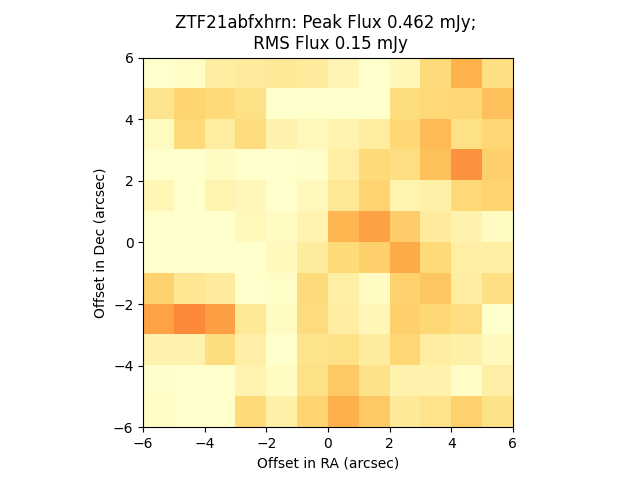 ZTF21abfxhrn: Peak Flux 0.462 mJy;
RMS Flux 0.15 mJy
6
4
2
0
−2
−4
−6
Offset in Dec (arcsec)
−6 −4 −2 0 2 4 6
Offset in RA (arcsec)